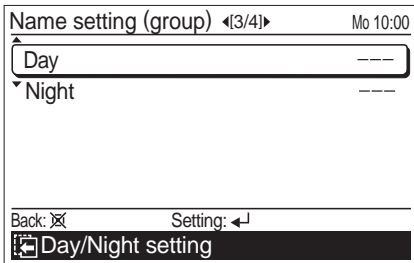 Name setting (group) ◂[3/4]▸ Mo 10:00
Day ---
Night ---
Back: Setting: ↵
Day/Night setting